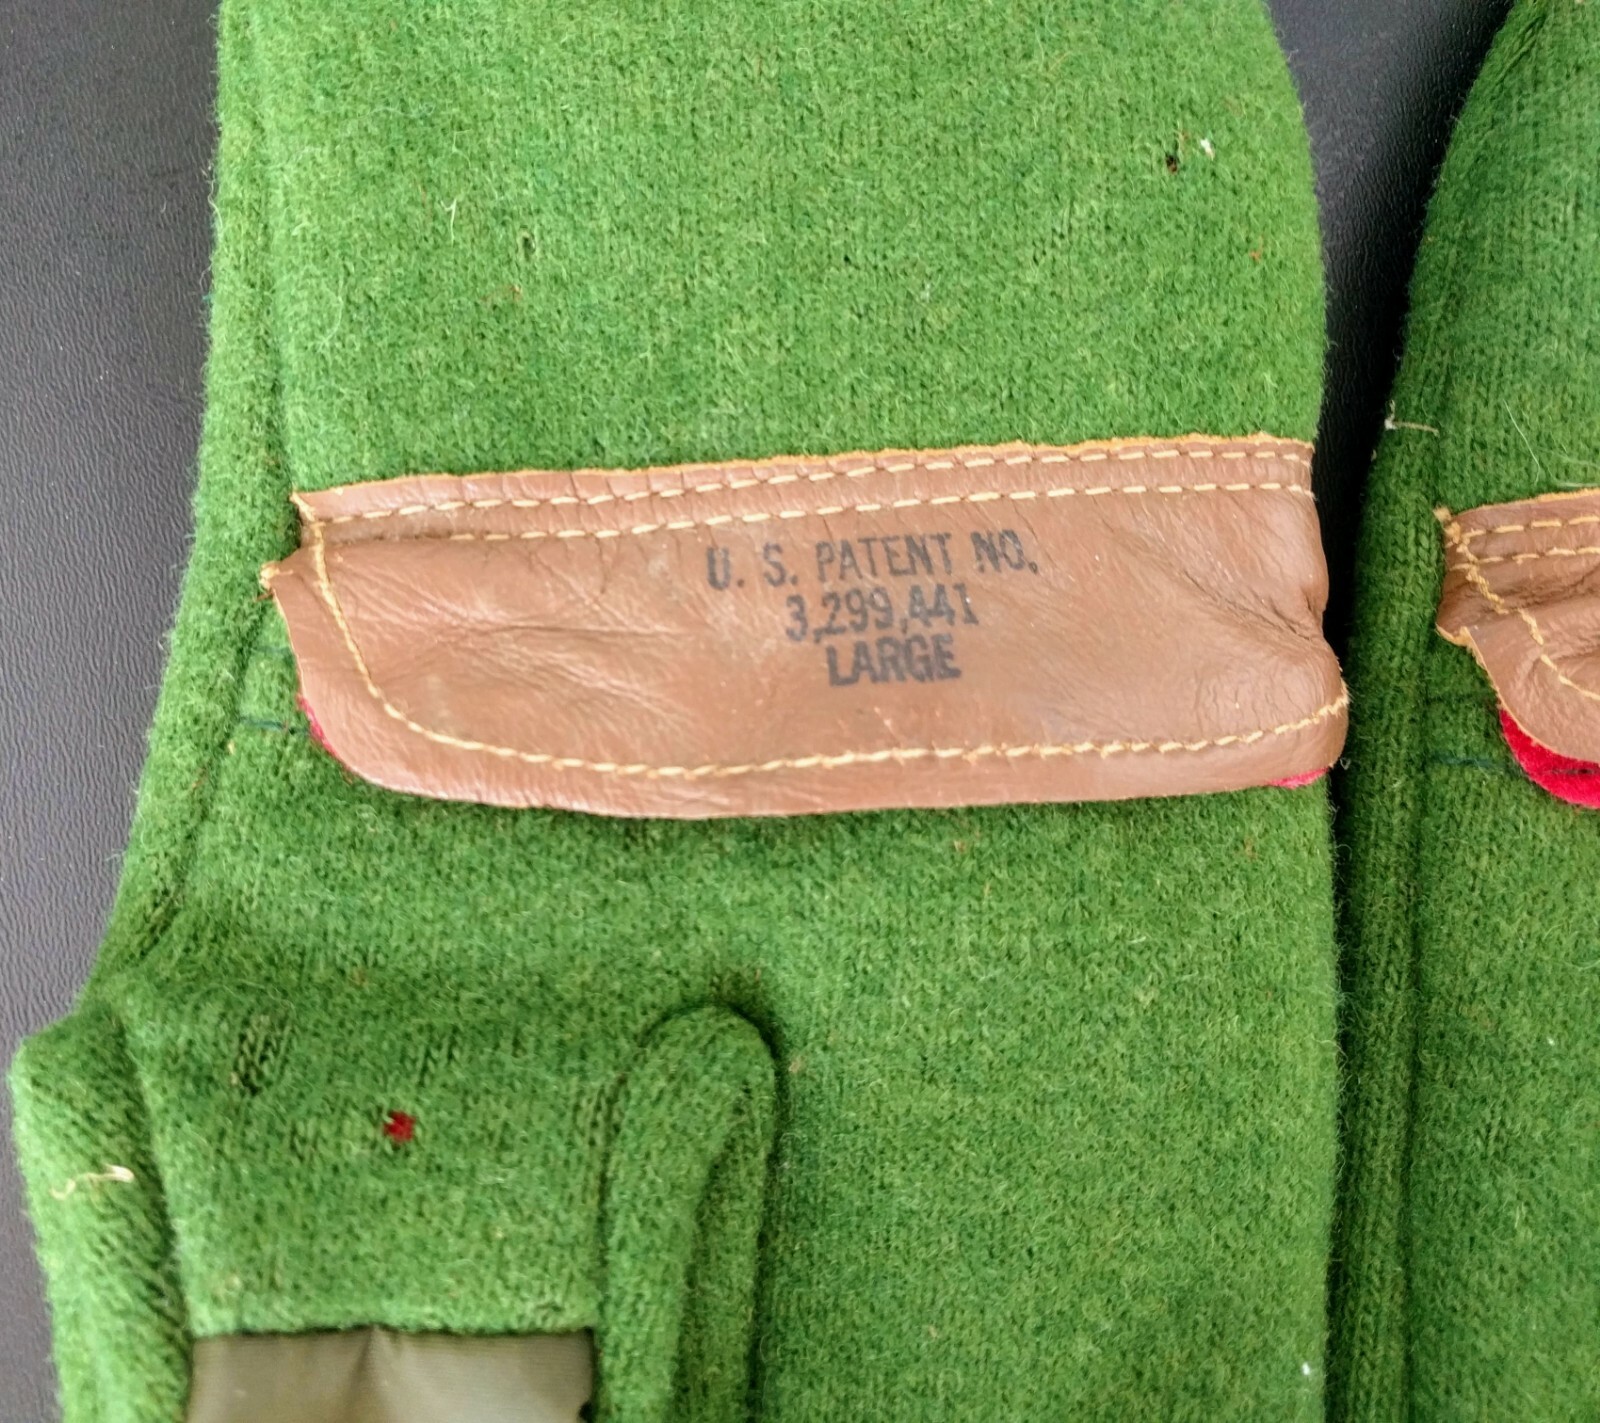 U. S. PATENT NO.
3,299,441
LARGE